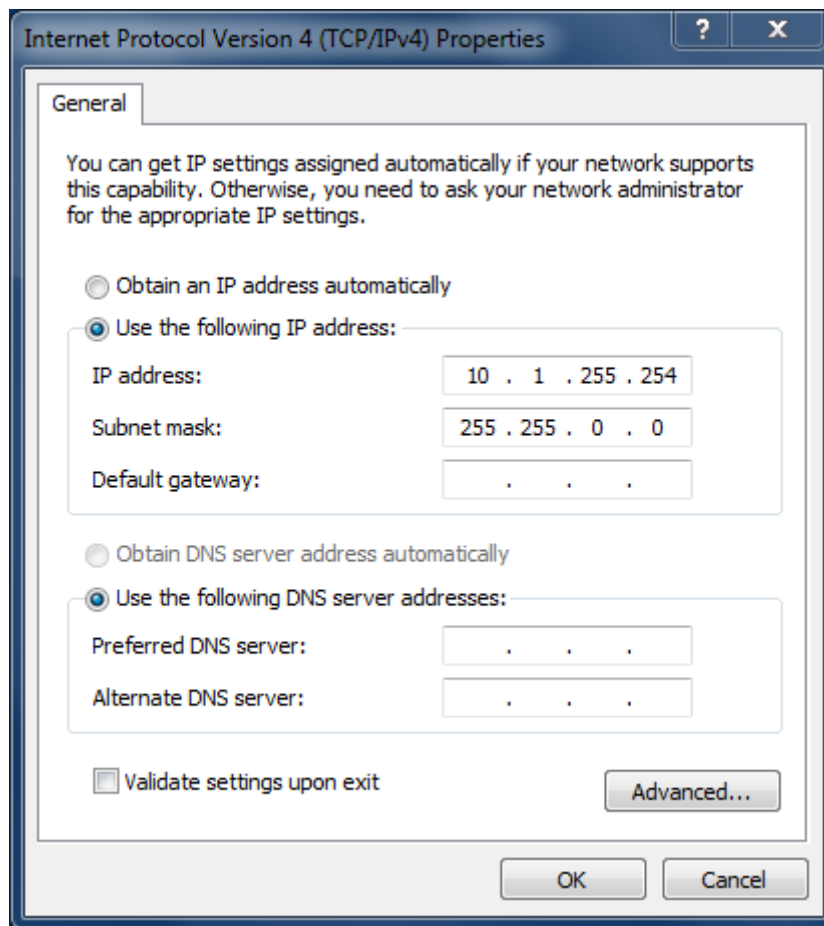 Internet Protocol Version 4 (TCP/IPv4) Properties
?
X
General
You can get IP settings assigned automatically if your network supports
this capability. Otherwise, you need to ask your network administrator
for the appropriate IP settings.
Obtain an IP address automatically
Use the following IP address:
IP address: 10 . 1 . 255 . 254
Subnet mask: 255 . 255 . 0 . 0
Default gateway: . . .
Obtain DNS server address automatically
Use the following DNS server addresses:
Preferred DNS server: . . .
Alternate DNS server: . . .
Validate settings upon exit
Advanced...
OK Cancel